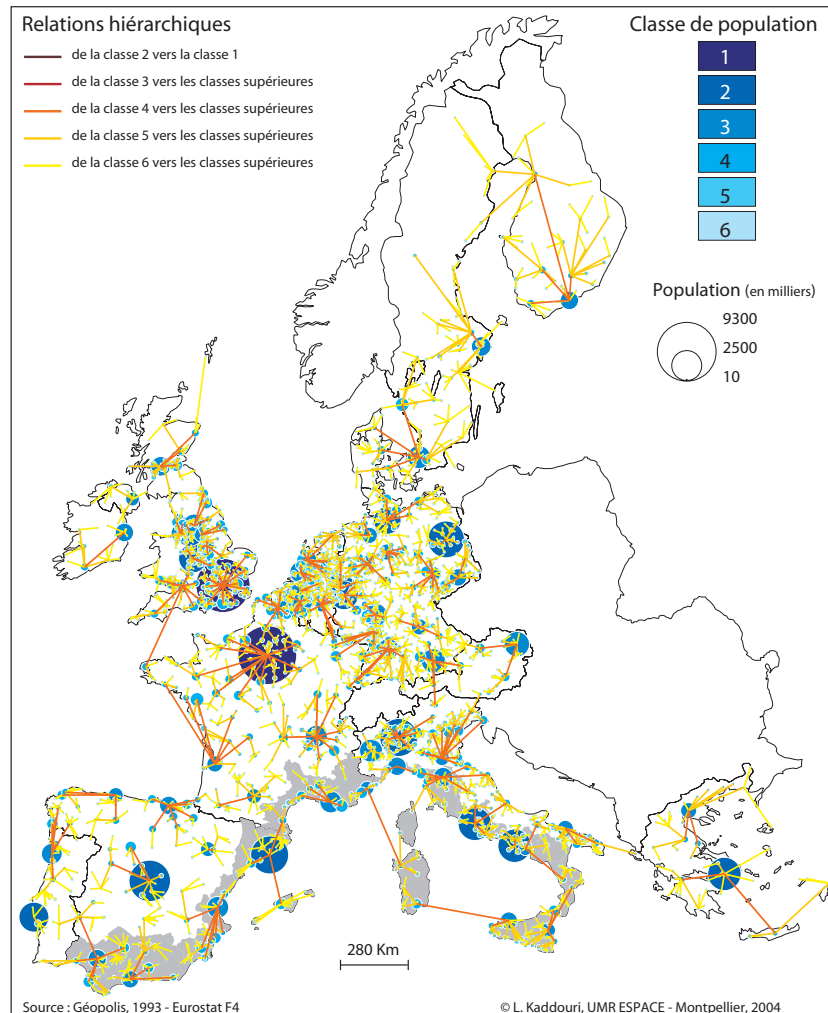 Relations hiérarchiques
de la classe 2 vers la classe 1
de la classe 3 vers les classes supérieures
de la classe 4 vers les classes supérieures
de la classe 5 vers les classes supérieures
de la classe 6 vers les classes supérieures
Classe de population
1
2
3
4
5
6
Population (en milliers)
9300
2500
10
280 Km
Source : Géopolis, 1993 - Eurostat F4
© L. Kaddouri, UMR ESPACE - Montpellier, 2004